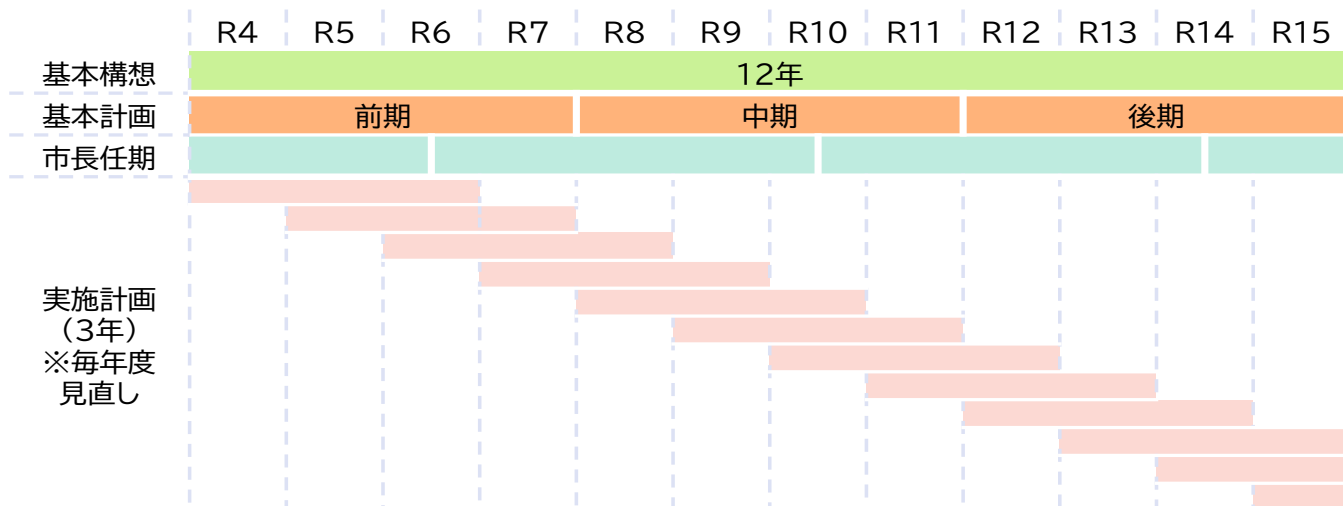 R4 R5 R6 R7 R8 R9 R10 R11 R12 R13 R14 R15
基本構想 12年
基本計画 前期 中期 後期
市長任期
実施計画
（3年）
※毎年度
見直し